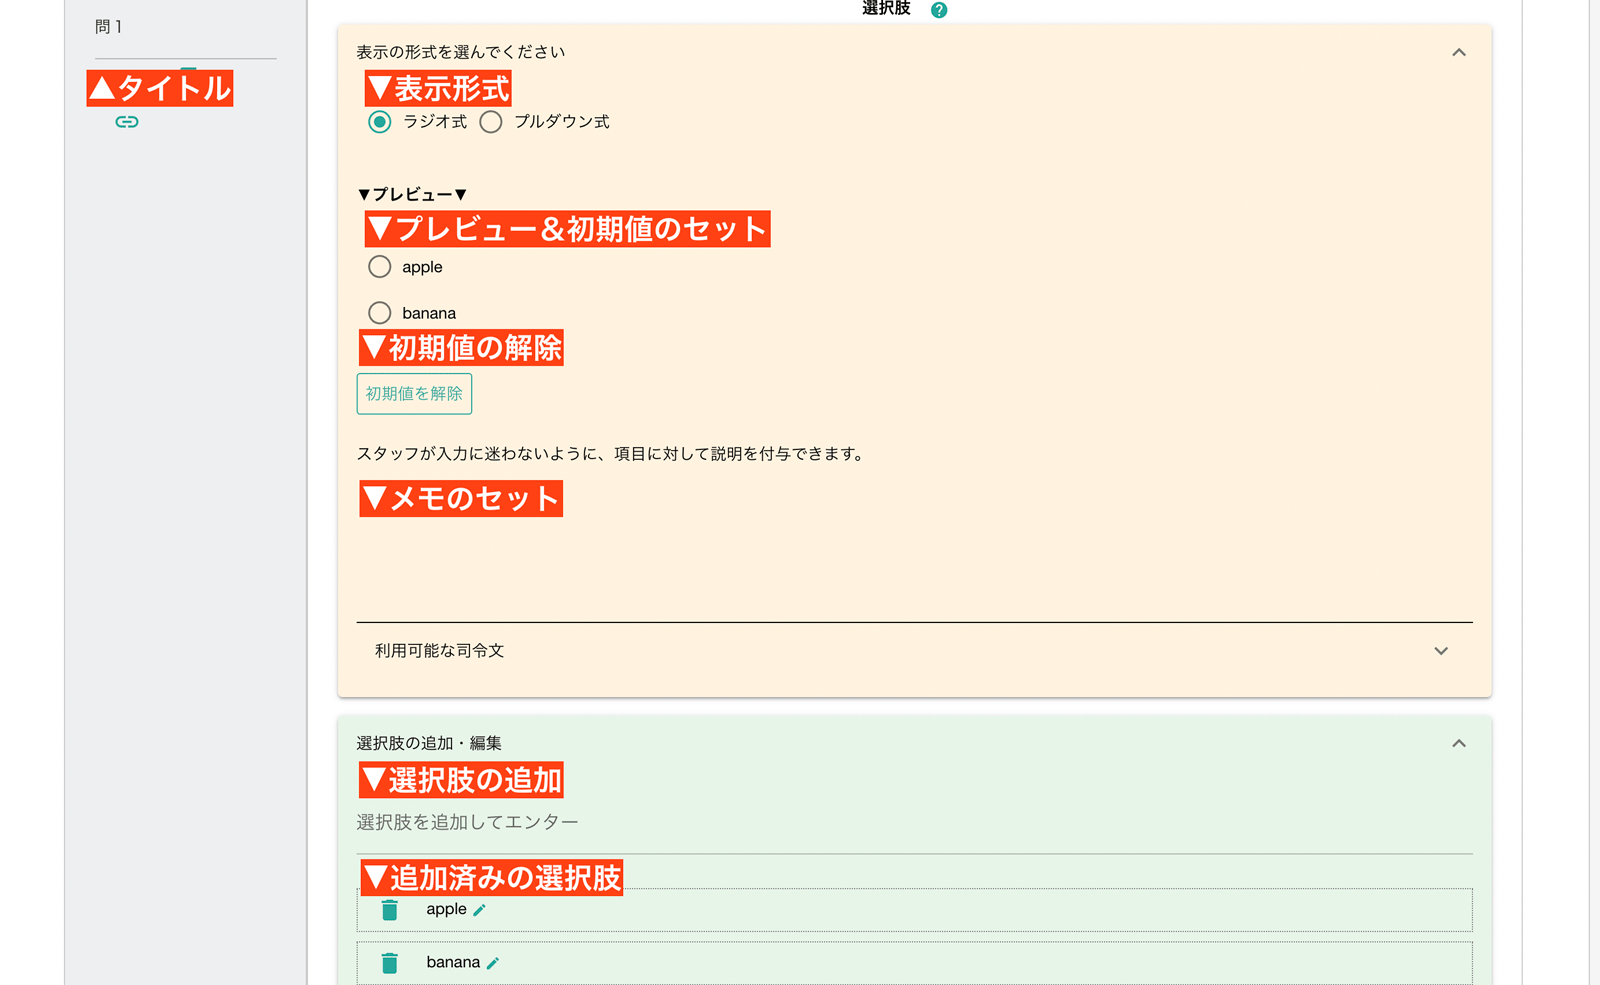 選択肢 ?
問 1
▲タイトル
表示の形式を選んでください
▼表示形式
ラジオ式 プルダウン式
▼プレビュー▼
▼プレビュー＆初期値のセット
apple
banana
▼初期値の解除
初期値を解除
スタッフが入力に迷わないように、項目に対して説明を付与できます。
▼メモのセット
利用可能な司令文
選択肢の追加・編集
▼選択肢の追加
選択肢を追加してエンター
▼追加済みの選択肢
apple
banana